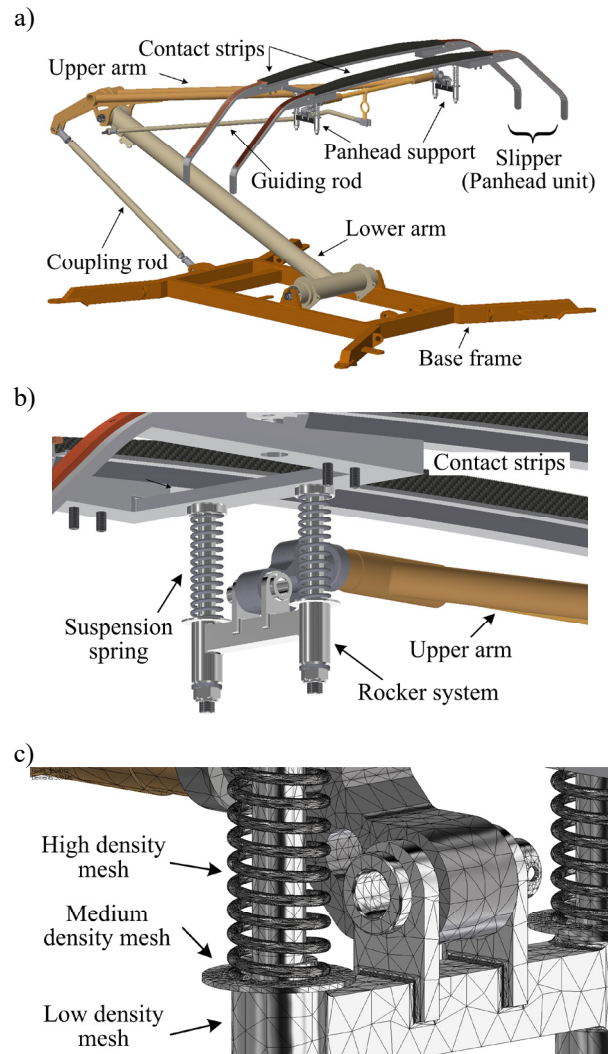 a)
Contact strips
Upper arm
Panhead support
Slipper
(Panhead unit)
Guiding rod
Lower arm
Coupling rod
Base frame
b)
Contact strips
Suspension
spring
Upper arm
Rocker system
c)
High density
mesh
Medium
density mesh
Low density
mesh